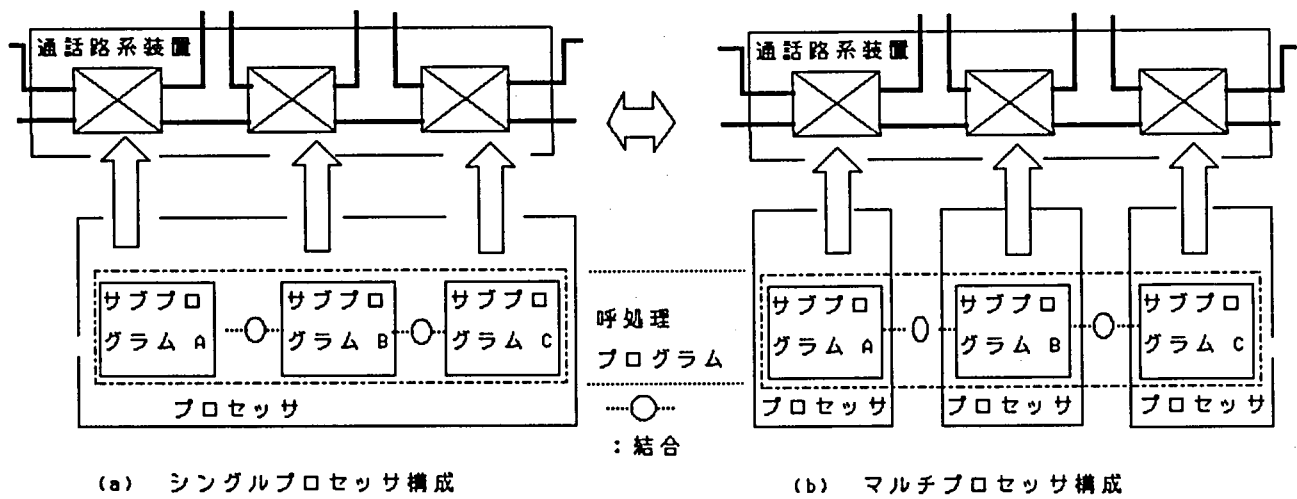 通話路系装置
サブプロ
グラム A
サブプロ
グラム B
サブプロ
グラム C
プロセッサ
(a) シングルプロセッサ構成
呼処理
プログラム
:結合
通話路系装置
サブプロ
グラム A
サブプロ
グラム B
サブプロ
グラム C
プロセッサ
プロセッサ
プロセッサ
(b) マルチプロセッサ構成